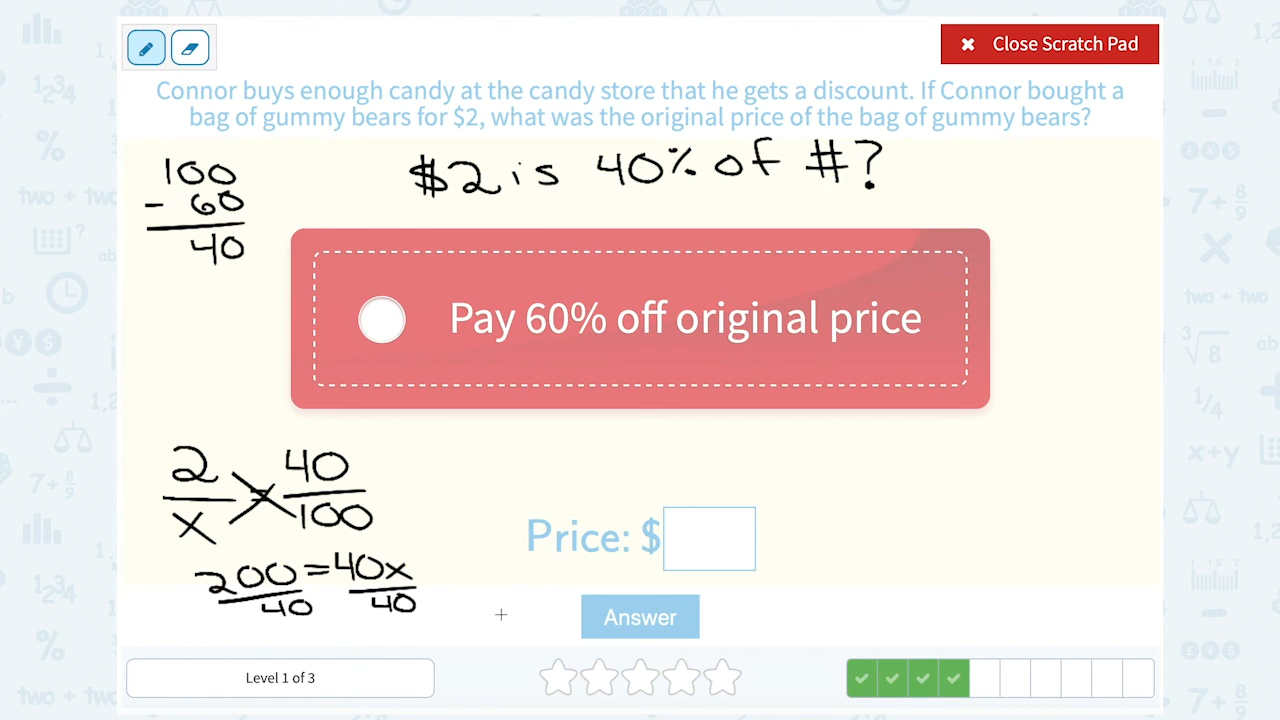 Close Scratch Pad
Connor buys enough candy at the candy store that he gets a discount. If Connor bought a
bag of gummy bears for $2, what was the original price of the bag of gummy bears?
100
- 60
40
$2 is 40% of #?
Pay 60% off original price
2 = 40
x 100
200 = 40x
40 40
Price: $
Answer
Level 1 of 3